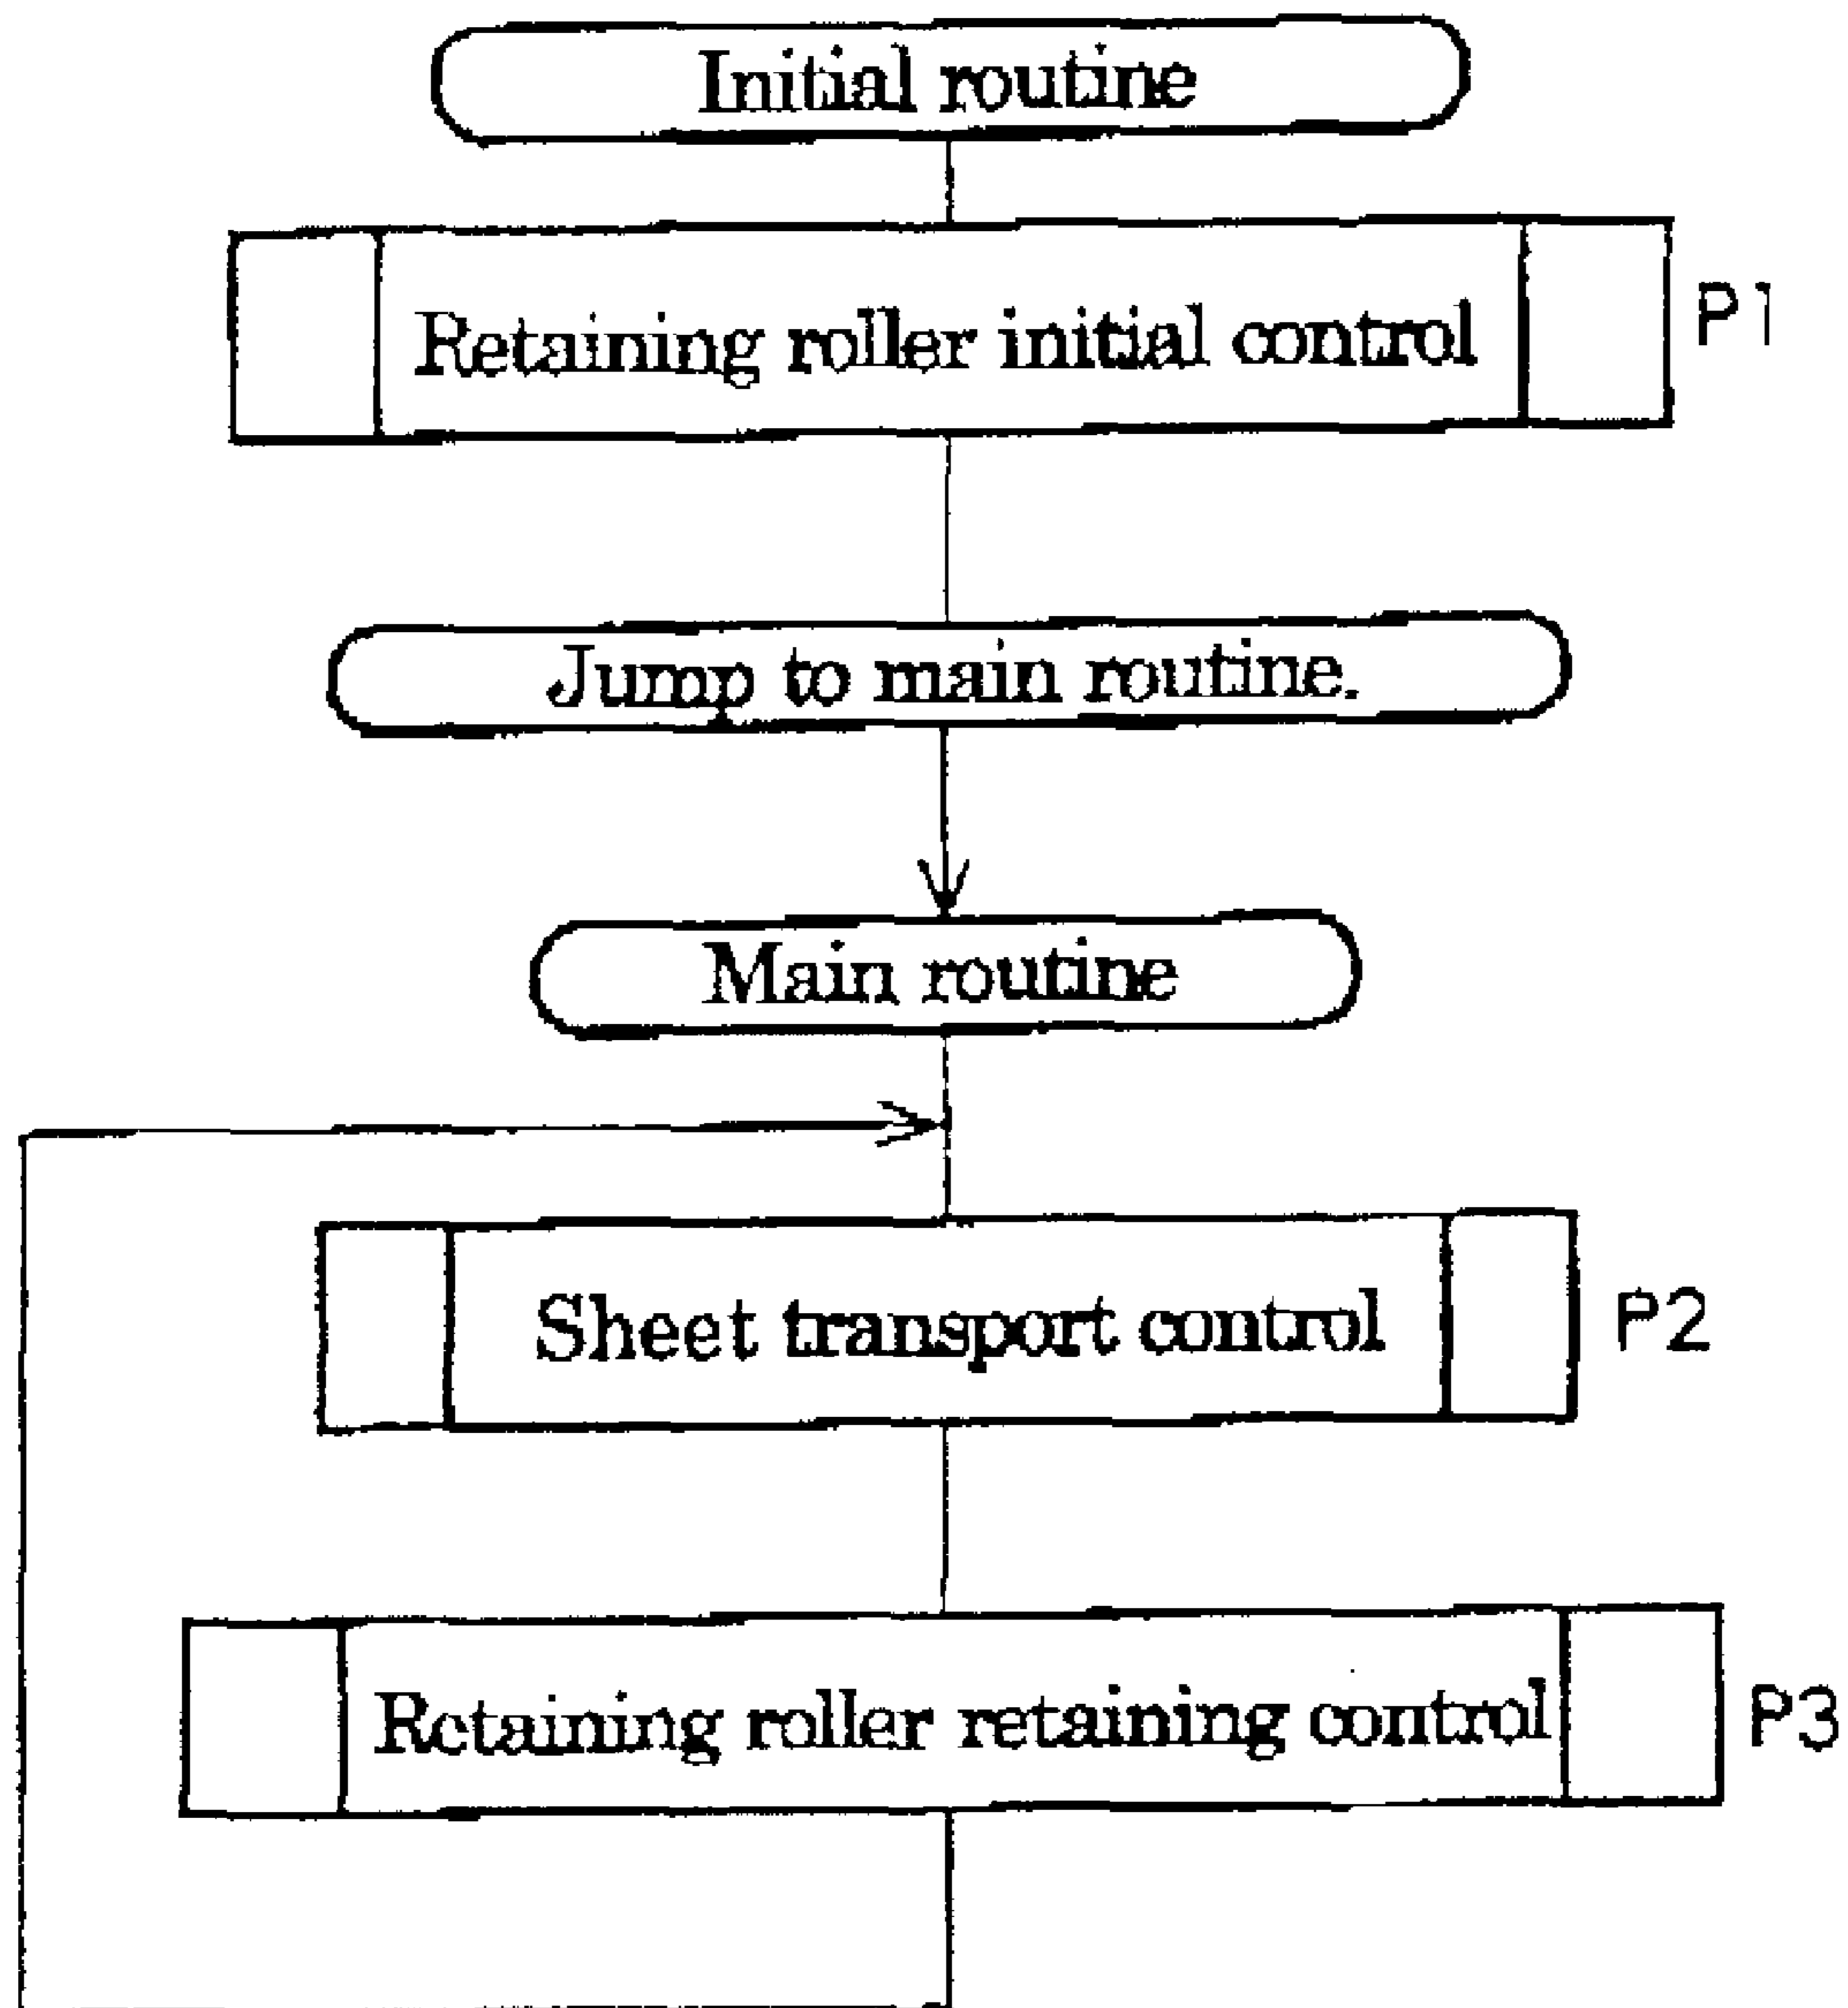 Initial routine
Retaining roller initial control
P1
Jump to main routine.
Main routine
Sheet transport control
P2
Retaining roller retaining control
P3